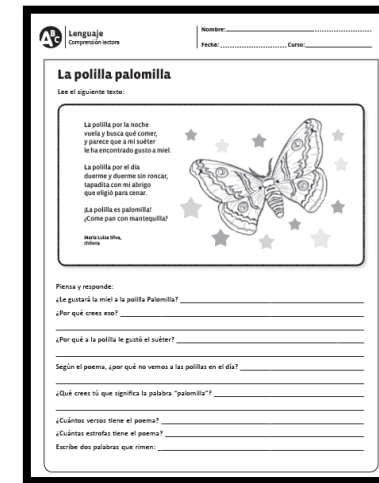 ABC
Lenguaje
Comprensión lectora
Nombre:
Fecha: Curso:
La polilla palomilla
Lee el siguiente texto:
La polilla por la noche
vuela y busca qué comer,
y parece que a mi suéter
le ha encontrado gusto a miel.
La polilla por el día
duerme y duerme sin roncar,
tapadita con mi abrigo
que eligió para cenar.
¡La polilla es palomilla!
¿Come pan con mantequilla?
María Luisa Silva,
chilena
Piensa y responde:
¿Le gustará la miel a la polilla Palomilla?
¿Por qué crees eso?
¿Por qué a la polilla le gustó el suéter?
Según el poema, ¿por qué no vemos a las polillas en el día?
¿Qué crees tú que significa la palabra "palomilla"?
¿Cuántos versos tiene el poema?
¿Cuántas estrofas tiene el poema?
Escribe dos palabras que rimen: